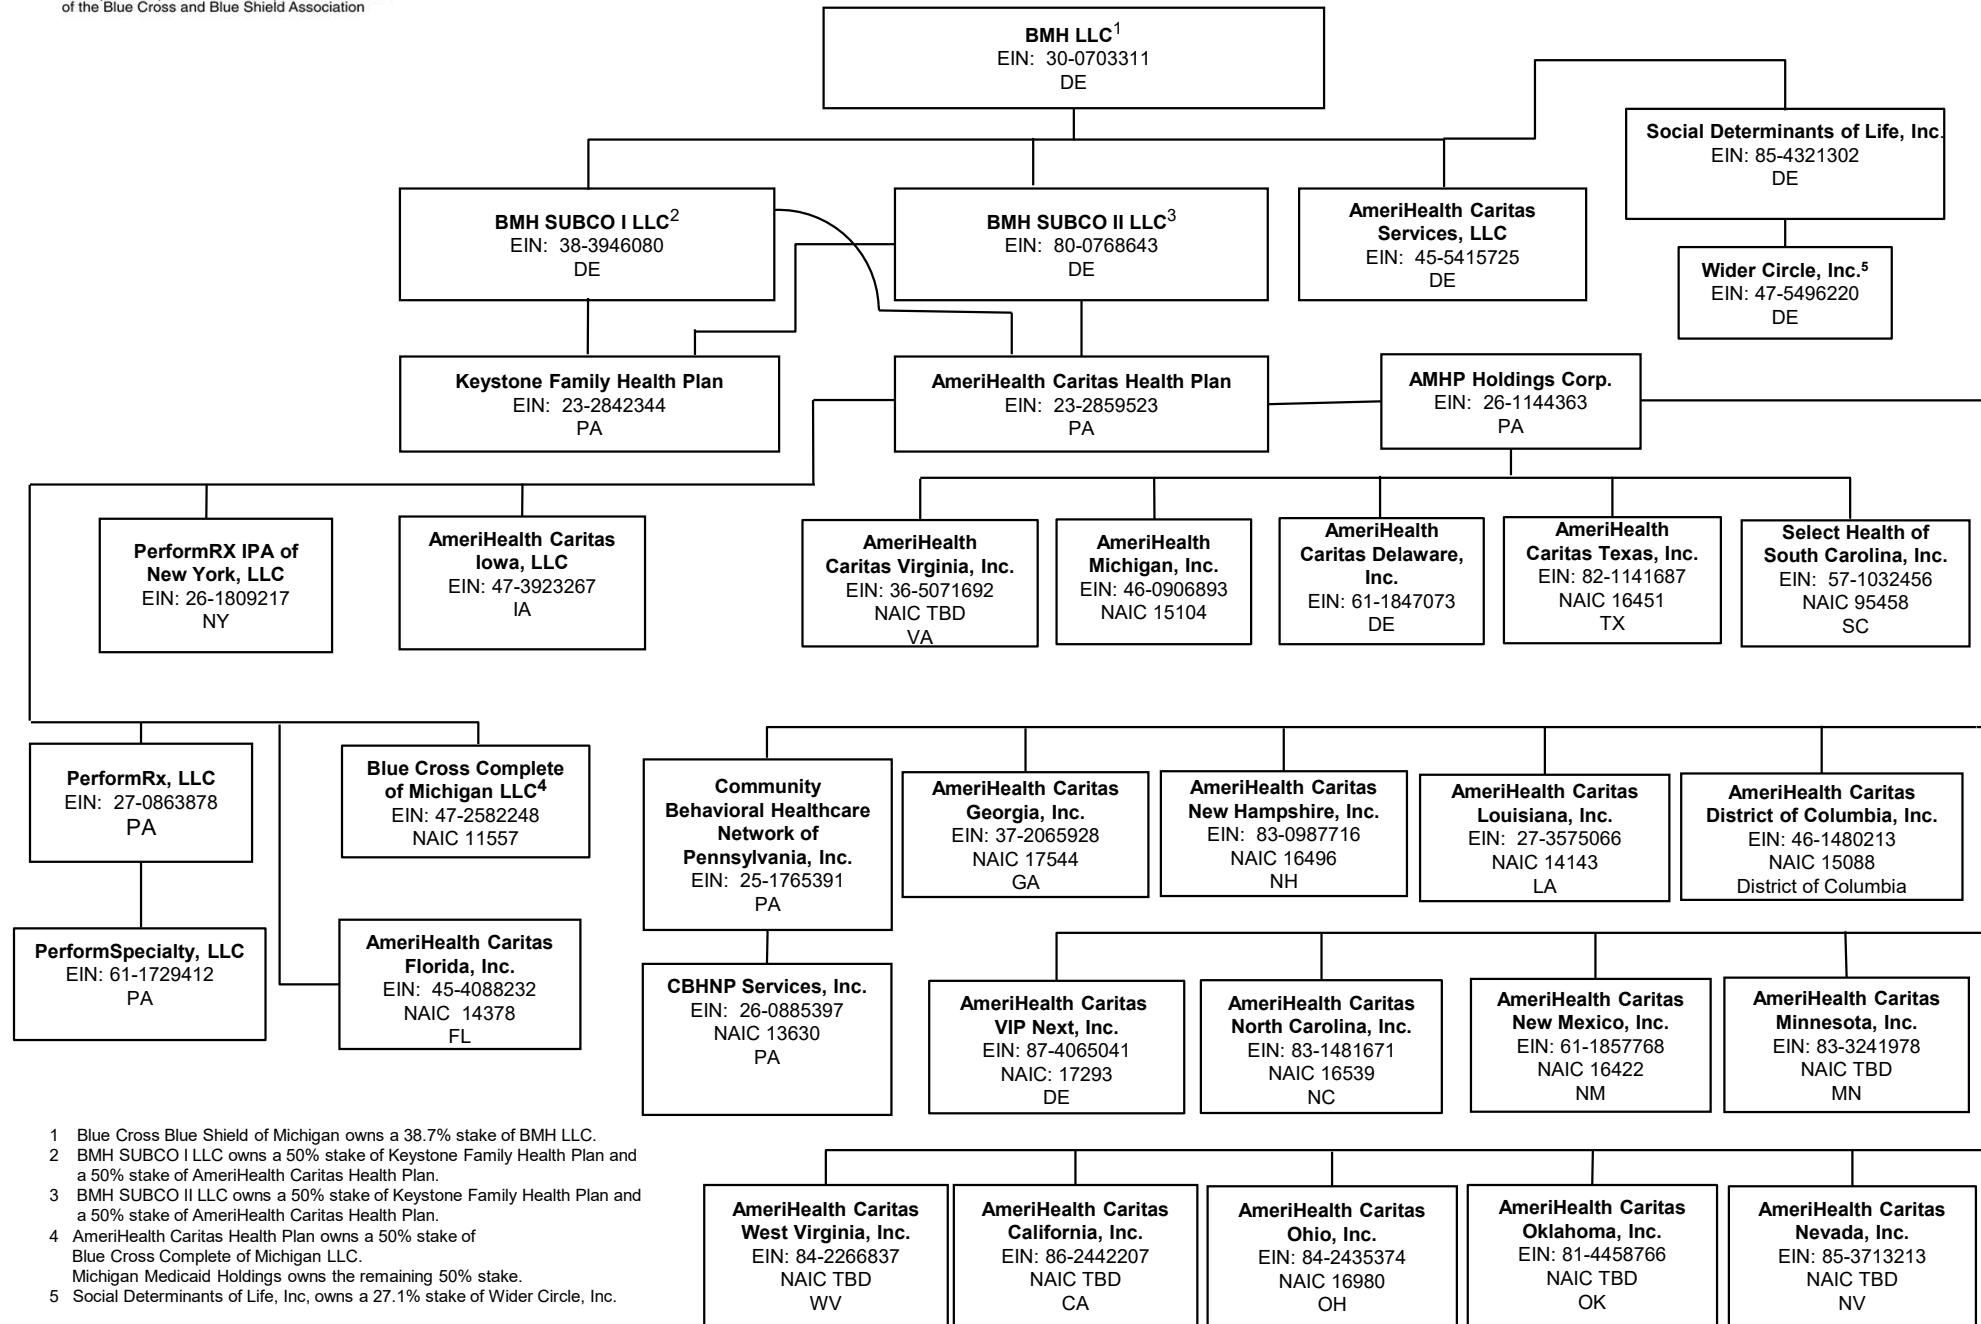 of the Blue Cross and Blue Shield Association
BMH LLC1
EIN: 30-0703311
DE
Social Determinants of Life, Inc.
EIN: 85-4321302
DE
BMH SUBCO I LLC2
EIN: 38-3946080
DE
BMH SUBCO II LLC3
EIN: 80-0768643
DE
AmeriHealth Caritas
Services, LLC
EIN: 45-5415725
DE
Wider Circle, Inc.5
EIN: 47-5496220
DE
Keystone Family Health Plan
EIN: 23-2842344
PA
AmeriHealth Caritas Health Plan
EIN: 23-2859523
PA
AMHP Holdings Corp.
EIN: 26-1144363
PA
PerformRX IPA of
New York, LLC
EIN: 26-1809217
NY
AmeriHealth Caritas
Iowa, LLC
EIN: 47-3923267
IA
AmeriHealth
Caritas Virginia, Inc.
EIN: 36-5071692
NAIC TBD
VA
AmeriHealth
Michigan, Inc.
EIN: 46-0906893
NAIC 15104
AmeriHealth
Caritas Delaware,
Inc.
EIN: 61-1847073
DE
AmeriHealth
Caritas Texas, Inc.
EIN: 82-1141687
NAIC 16451
TX
Select Health of
South Carolina, Inc.
EIN: 57-1032456
NAIC 95458
SC
PerformRx, LLC
EIN: 27-0863878
PA
Blue Cross Complete
of Michigan LLC4
EIN: 47-2582248
NAIC 11557
Community
Behavioral Healthcare
Network of
Pennsylvania, Inc.
EIN: 25-1765391
PA
AmeriHealth Caritas
Georgia, Inc.
EIN: 37-2065928
NAIC 17544
GA
AmeriHealth Caritas
New Hampshire, Inc.
EIN: 83-0987716
NAIC 16496
NH
AmeriHealth Caritas
Louisiana, Inc.
EIN: 27-3575066
NAIC 14143
LA
AmeriHealth Caritas
District of Columbia, Inc.
EIN: 46-1480213
NAIC 15088
District of Columbia
PerformSpecialty, LLC
EIN: 61-1729412
PA
AmeriHealth Caritas
Florida, Inc.
EIN: 45-4088232
NAIC 14378
FL
CBHNP Services, Inc.
EIN: 26-0885397
NAIC 13630
PA
AmeriHealth Caritas
VIP Next, Inc.
EIN: 87-4065041
NAIC: 17293
DE
AmeriHealth Caritas
North Carolina, Inc.
EIN: 83-1481671
NAIC 16539
NC
AmeriHealth Caritas
New Mexico, Inc.
EIN: 61-1857768
NAIC 16422
NM
AmeriHealth Caritas
Minnesota, Inc.
EIN: 83-3241978
NAIC TBD
MN
1 Blue Cross Blue Shield of Michigan owns a 38.7% stake of BMH LLC.
2 BMH SUBCO I LLC owns a 50% stake of Keystone Family Health Plan and
a 50% stake of AmeriHealth Caritas Health Plan.
3 BMH SUBCO II LLC owns a 50% stake of Keystone Family Health Plan and
a 50% stake of AmeriHealth Caritas Health Plan.
4 AmeriHealth Caritas Health Plan owns a 50% stake of
Blue Cross Complete of Michigan LLC.
Michigan Medicaid Holdings owns the remaining 50% stake.
5 Social Determinants of Life, Inc, owns a 27.1% stake of Wider Circle, Inc.
AmeriHealth Caritas
West Virginia, Inc.
EIN: 84-2266837
NAIC TBD
WV
AmeriHealth Caritas
California, Inc.
EIN: 86-2442207
NAIC TBD
CA
AmeriHealth Caritas
Ohio, Inc.
EIN: 84-2435374
NAIC 16980
OH
AmeriHealth Caritas
Oklahoma, Inc.
EIN: 81-4458766
NAIC TBD
OK
AmeriHealth Caritas
Nevada, Inc.
EIN: 85-3713213
NAIC TBD
NV